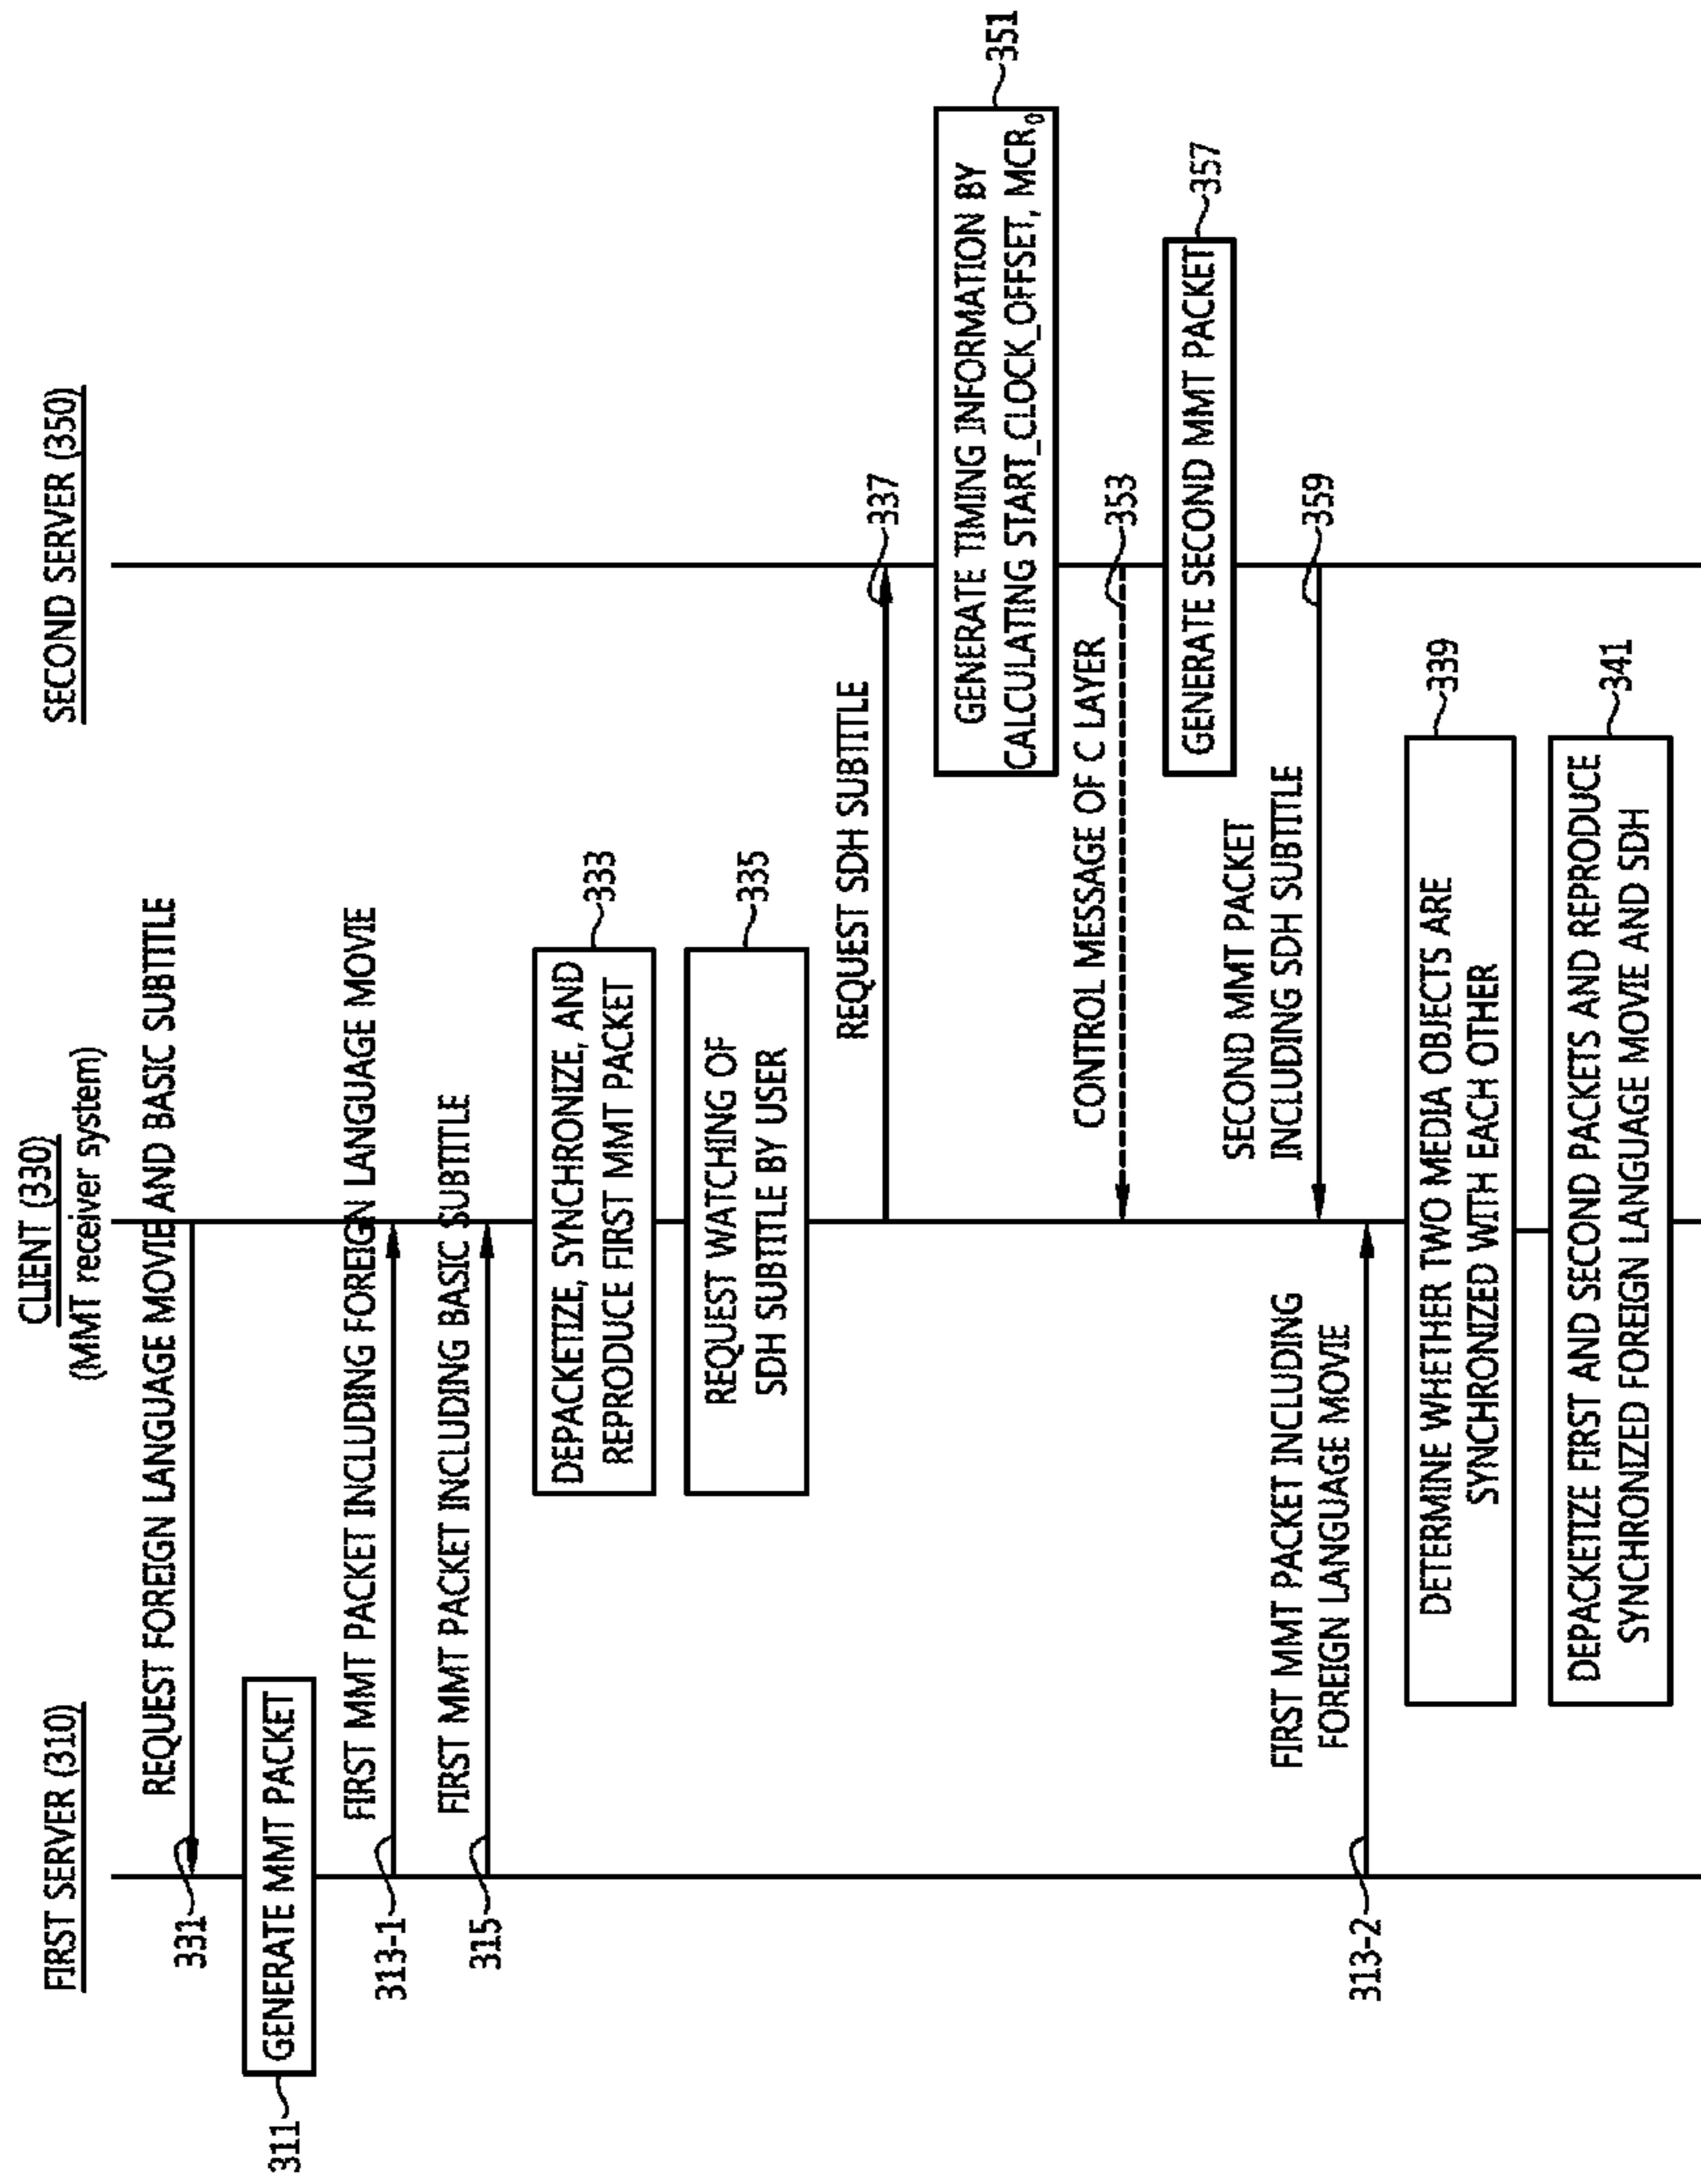 FIRST SERVER (310)
CLIENT (330)
(MMT receiver system)
SECOND SERVER (350)
REQUEST FOREIGN LANGUAGE MOVIE AND BASIC SUBTITLE
331
GENERATE MMT PACKET
311
FIRST MMT PACKET INCLUDING FOREIGN LANGUAGE MOVIE
313-1
FIRST MMT PACKET INCLUDING BASIC SUBTITLE
315
DEPACKETIZE, SYNCHRONIZE, AND
REPRODUCE FIRST MMT PACKET
333
REQUEST WATCHING OF
SDH SUBTITLE BY USER
335
REQUEST SDH SUBTITLE
337
GENERATE TIMING INFORMATION BY
CALCULATING START_CLOCK_OFFSET, MCR₀
351
CONTROL MESSAGE OF C LAYER
353
GENERATE SECOND MMT PACKET
357
SECOND MMT PACKET
INCLUDING SDH SUBTITLE
359
FIRST MMT PACKET INCLUDING
FOREIGN LANGUAGE MOVIE
313-2
DETERMINE WHETHER TWO MEDIA OBJECTS ARE
SYNCHRONIZED WITH EACH OTHER
339
DEPACKETIZE FIRST AND SECOND PACKETS AND REPRODUCE
SYNCHRONIZED FOREIGN LANGUAGE MOVIE AND SDH
341